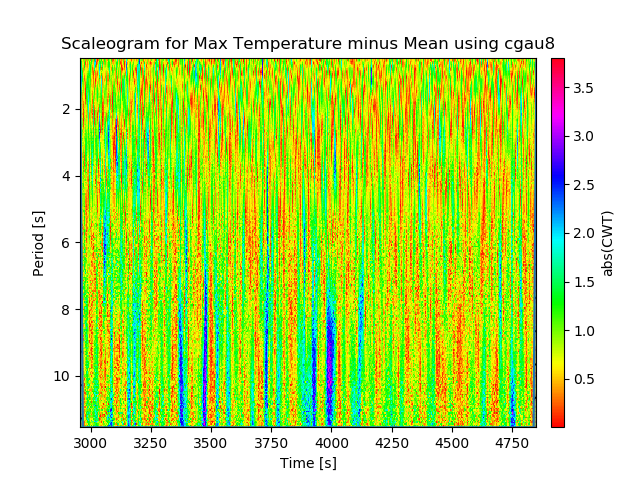 Scaleogram for Max Temperature minus Mean using cgau8
2
4
6
8
10
Period [s]
3000 3250 3500 3750 4000 4250 4500 4750
Time [s]
3.5
3.0
2.5
2.0
1.5
1.0
0.5
abs(CWT)